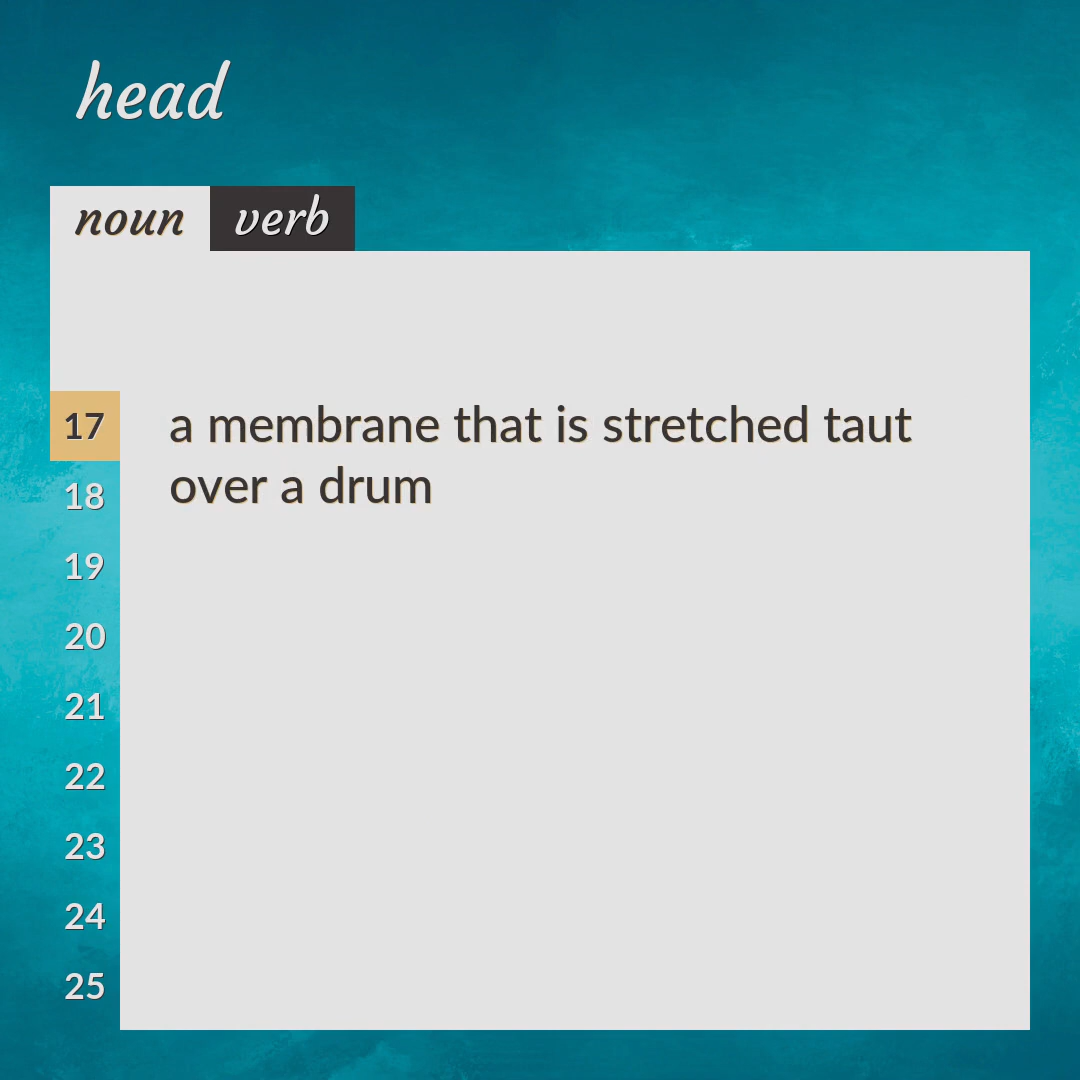 head
noun verb
17 a membrane that is stretched taut
over a drum
18
19
20
21
22
23
24
25